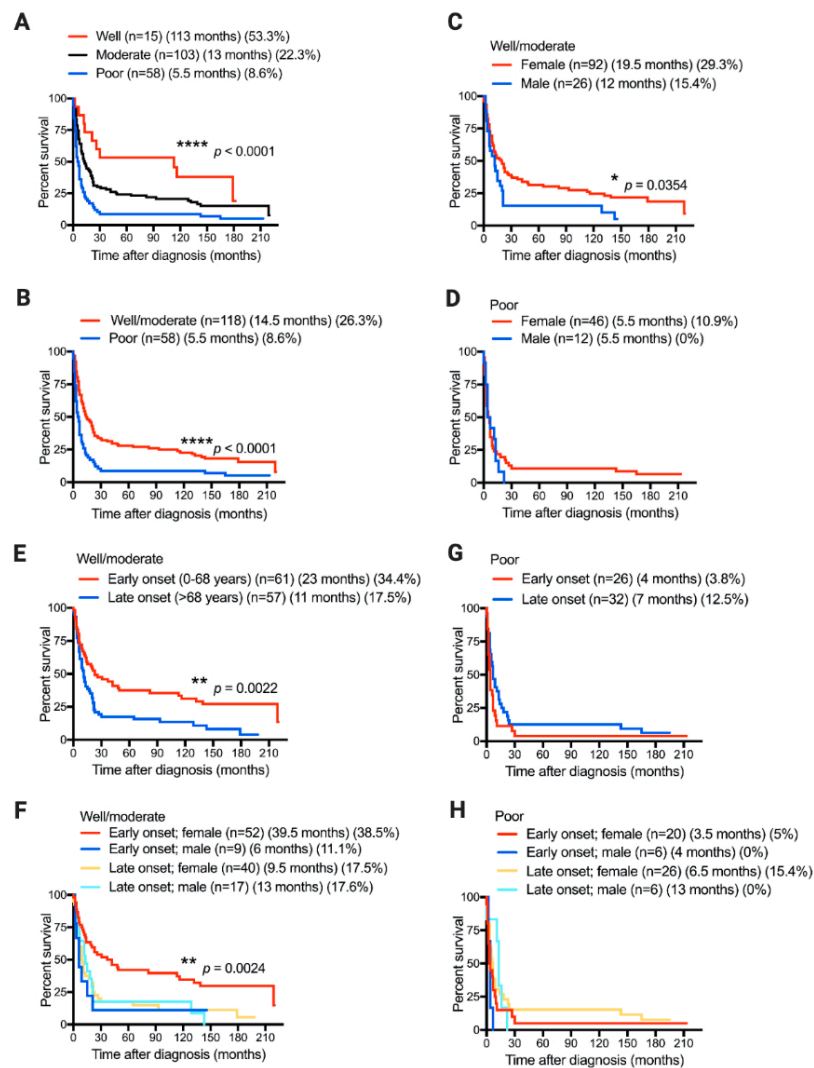 A
Well (n=15) (113 months) (53.3%)
Moderate (n=103) (13 months) (22.3%)
Poor (n=58) (5.5 months) (8.6%)
Percent survival
100
75
50
25
0
**** p < 0.0001
0 30 60 90 120 150 180 210
Time after diagnosis (months)
B
Well/moderate (n=118) (14.5 months) (26.3%)
Poor (n=58) (5.5 months) (8.6%)
Percent survival
100
75
50
25
0
**** p < 0.0001
0 30 60 90 120 150 180 210
Time after diagnosis (months)
C
Well/moderate
Female (n=92) (19.5 months) (29.3%)
Male (n=26) (12 months) (15.4%)
Percent survival
100
75
50
25
0
* p = 0.0354
0 30 60 90 120 150 180 210
Time after diagnosis (months)
D
Poor
Female (n=46) (5.5 months) (10.9%)
Male (n=12) (5.5 months) (0%)
Percent survival
100
75
50
25
0
0 30 60 90 120 150 180 210
Time after diagnosis (months)
E
Well/moderate
Early onset (0-68 years) (n=61) (23 months) (34.4%)
Late onset (>68 years) (n=57) (11 months) (17.5%)
Percent survival
100
75
50
25
0
** p = 0.0022
0 30 60 90 120 150 180 210
Time after diagnosis (months)
F
Well/moderate
Early onset; female (n=52) (39.5 months) (38.5%)
Early onset; male (n=9) (6 months) (11.1%)
Late onset; female (n=40) (9.5 months) (17.5%)
Late onset; male (n=17) (13 months) (17.6%)
Percent survival
100
75
50
25
0
** p = 0.0024
0 30 60 90 120 150 180 210
Time after diagnosis (months)
G
Poor
Early onset (n=26) (4 months) (3.8%)
Late onset (n=32) (7 months) (12.5%)
Percent survival
100
75
50
25
0
0 30 60 90 120 150 180 210
Time after diagnosis (months)
H
Poor
Early onset; female (n=20) (3.5 months) (5%)
Early onset; male (n=6) (4 months) (0%)
Late onset; female (n=26) (6.5 months) (15.4%)
Late onset; male (n=6) (13 months) (0%)
Percent survival
100
75
50
25
0
0 30 60 90 120 150 180 210
Time after diagnosis (months)